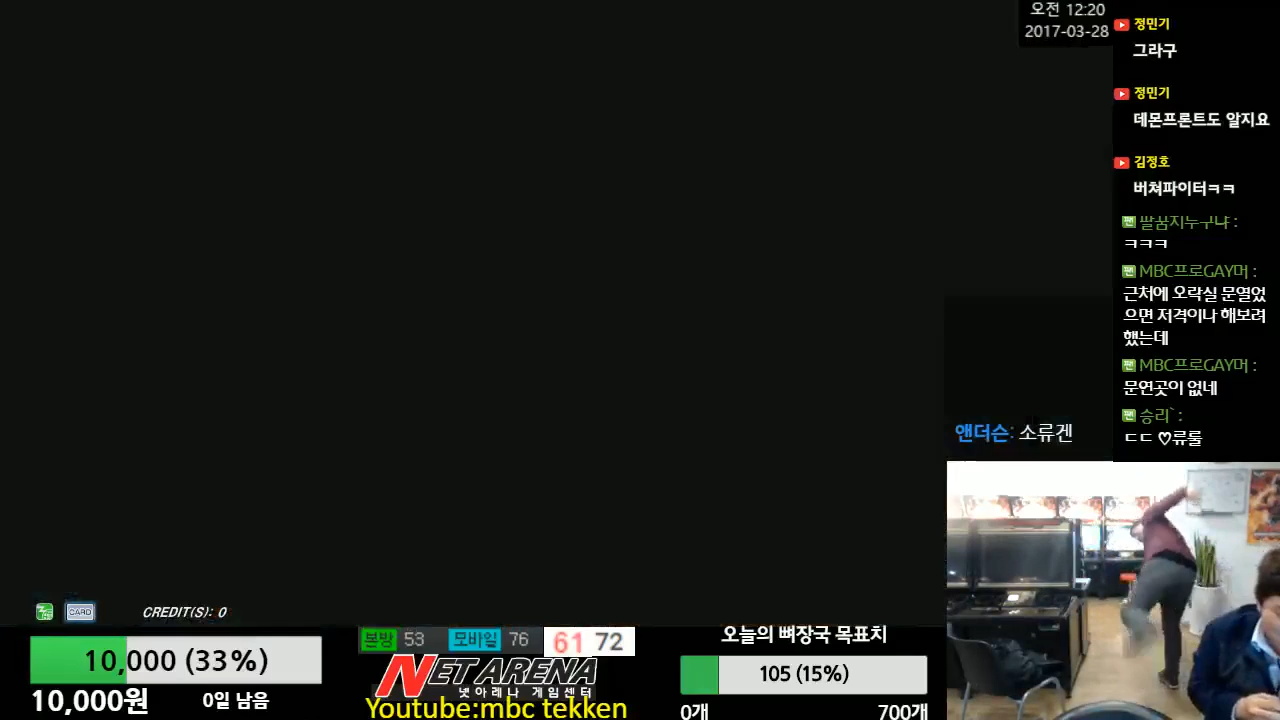 오전 12:20
2017-03-28
정민기
그라구
정민기
데몬프론트도 알지요
김정호
버쳐파이터ㅋㅋ
팬 쌀꿈지누구냐 :
ㅋㅋㅋ
팬 MBC프로GAY머 :
근처에 오락실 문열었
으면 저격이나 해보려
했는데
팬 MBC프로GAY머 :
문연곳이 없네
팬 승리` :
ㄷㄷ ♡류룰
앤더슨: 소류겐
CARD
CREDIT(S): 0
10,000 (33%)
10,000원
0일 남음
본방 53 모바일 76 61 72
NET ARENA
넷아레나 게임센터
Youtube:mbc tekken
오늘의 뼈장국 목표치
105 (15%)
0개
700개